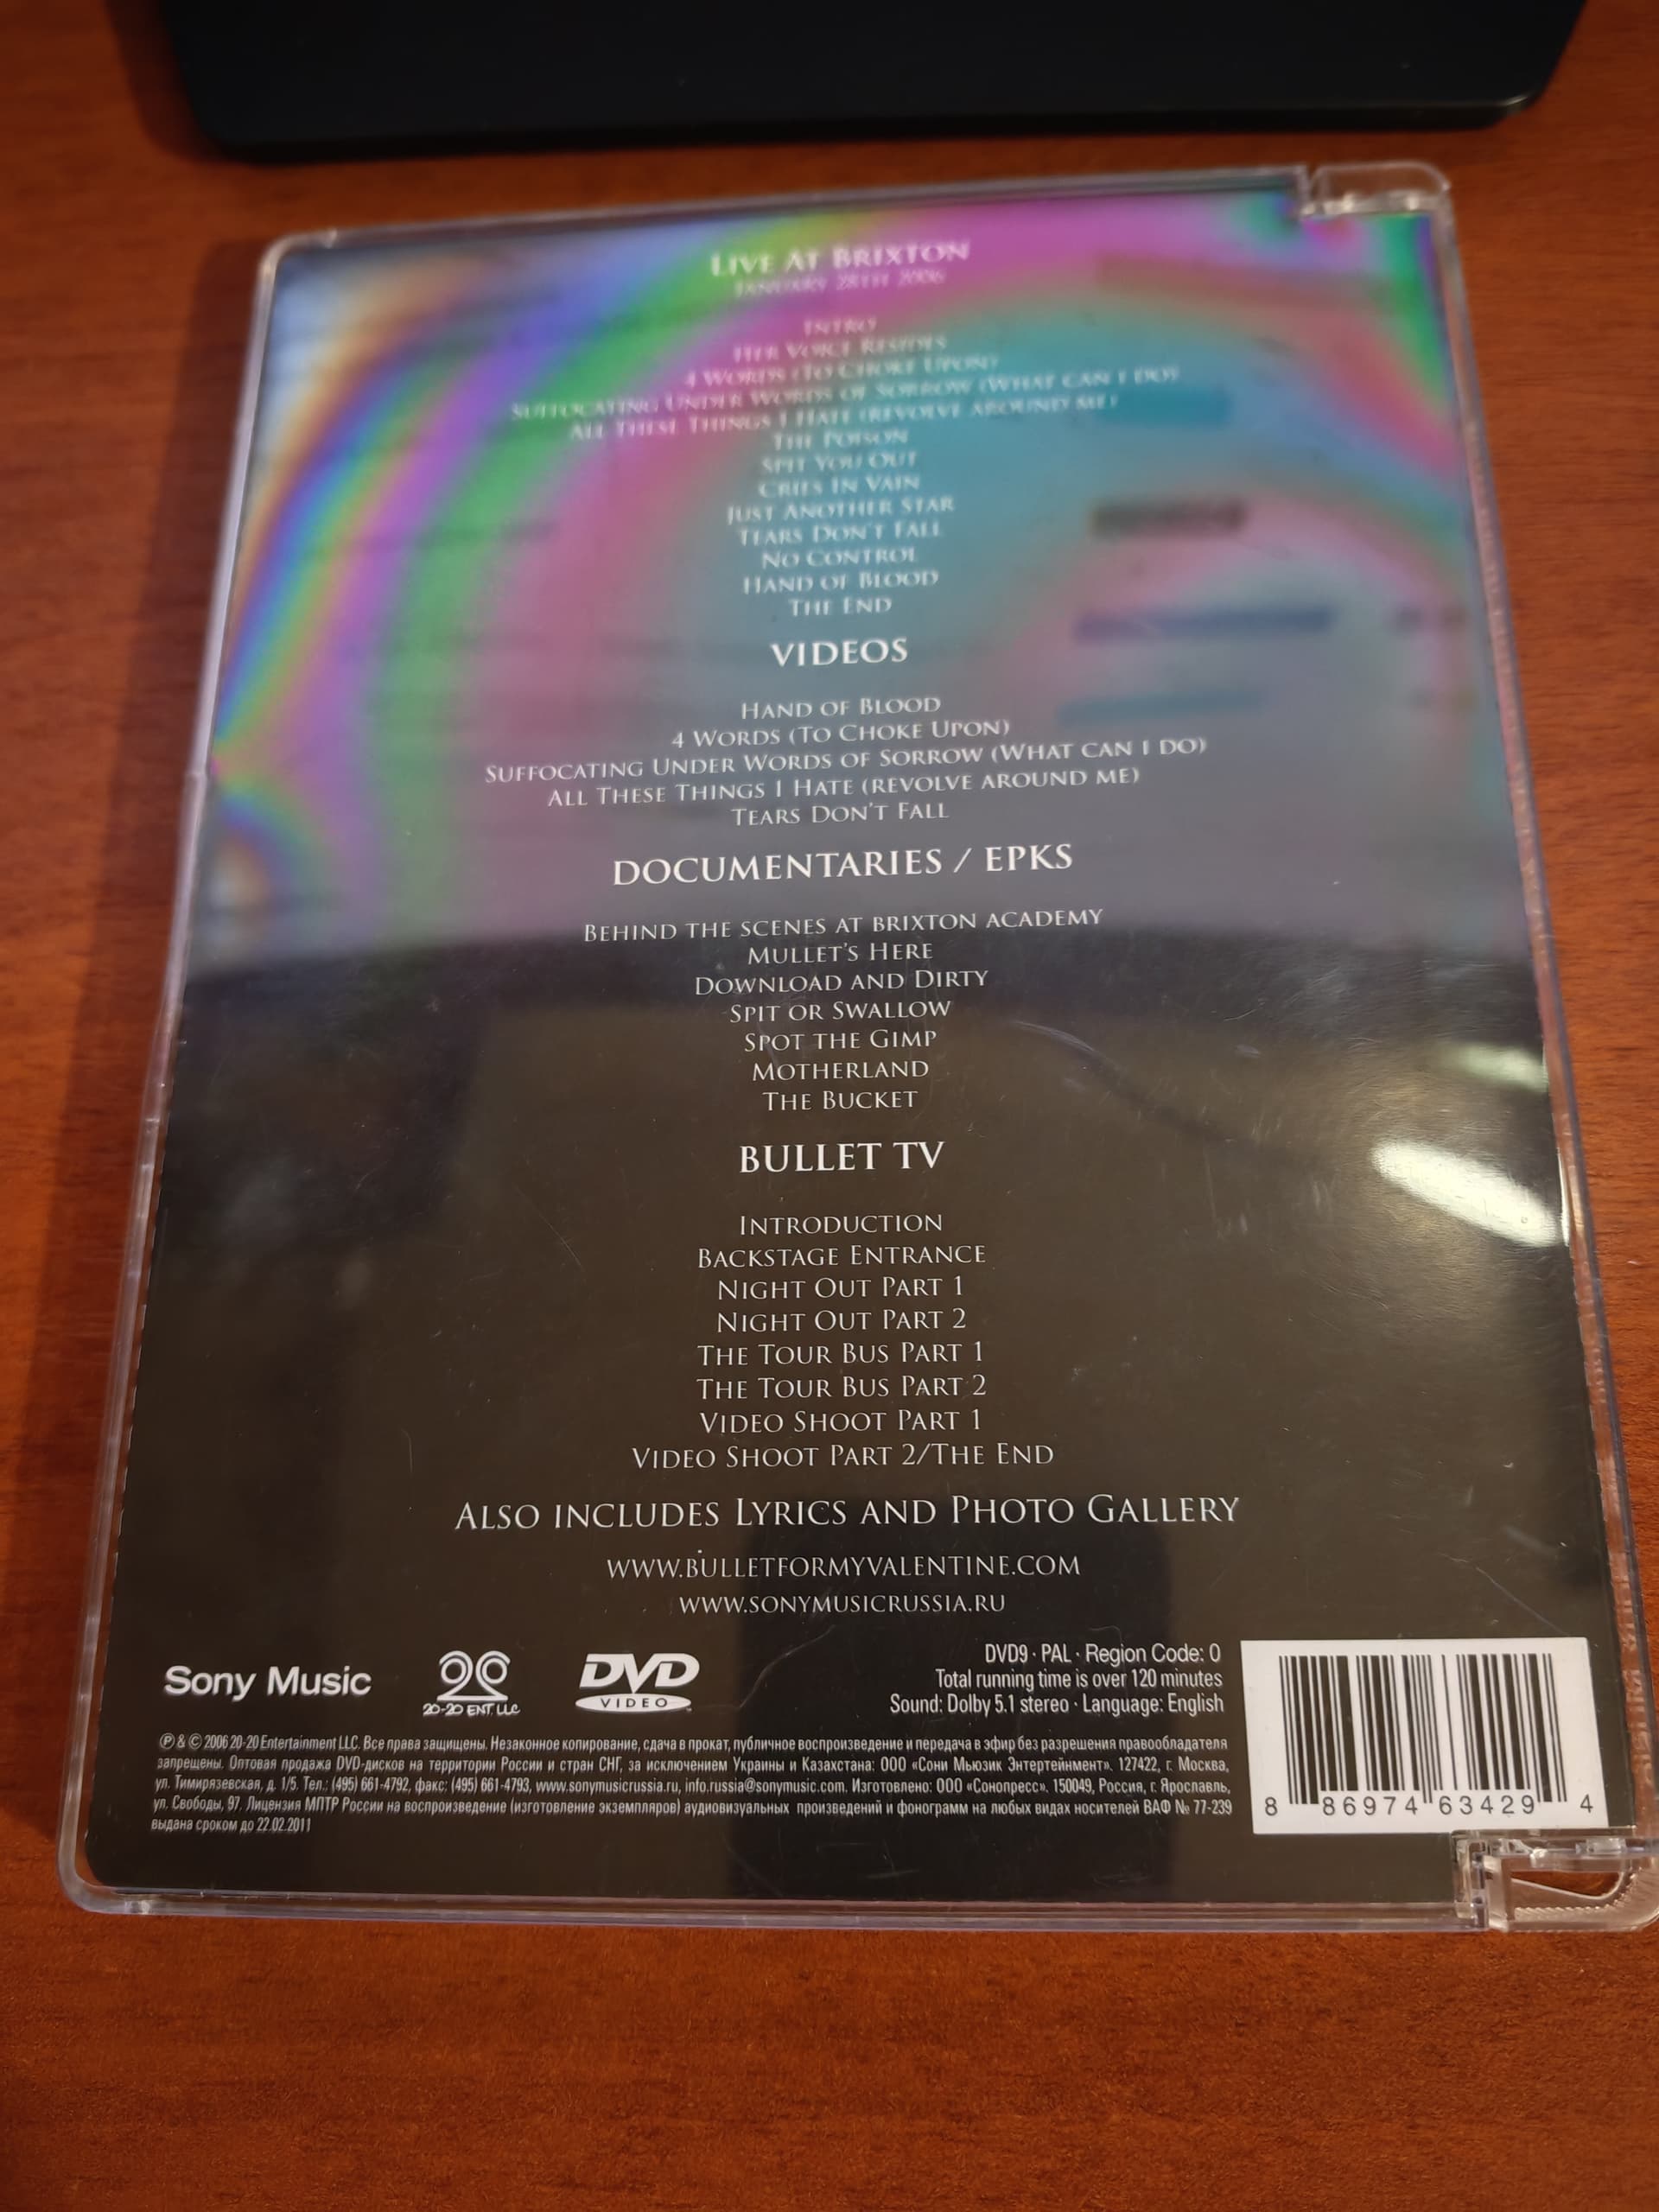 LIVE AT BRIXTON
JANUARY 28TH 2006
INTRO
HER VOICE RESIDES
4 WORDS (TO CHOKE UPON)
SUFFOCATING UNDER WORDS OF SORROW (WHAT CAN I DO)
ALL THESE THINGS I HATE (REVOLVE AROUND ME)
THE POISON
SPIT YOU OUT
CRIES IN VAIN
JUST ANOTHER STAR
TEARS DON'T FALL
NO CONTROL
HAND OF BLOOD
THE END
VIDEOS
HAND OF BLOOD
4 WORDS (TO CHOKE UPON)
SUFFOCATING UNDER WORDS OF SORROW (WHAT CAN I DO)
ALL THESE THINGS I HATE (REVOLVE AROUND ME)
TEARS DON'T FALL
DOCUMENTARIES / EPKS
BEHIND THE SCENES AT BRIXTON ACADEMY
MULLET'S HERE
DOWNLOAD AND DIRTY
SPIT OR SWALLOW
SPOT THE GIMP
MOTHERLAND
THE BUCKET
BULLET TV
INTRODUCTION
BACKSTAGE ENTRANCE
NIGHT OUT PART 1
NIGHT OUT PART 2
THE TOUR BUS PART 1
THE TOUR BUS PART 2
VIDEO SHOOT PART 1
VIDEO SHOOT PART 2/THE END
ALSO INCLUDES LYRICS AND PHOTO GALLERY
WWW.BULLETFORMYVALENTINE.COM
WWW.SONYMUSICRUSSIA.RU
Sony Music
20-20 ENT. LLC
DVD
VIDEO
DVD9 · PAL · Region Code: 0
Total running time is over 120 minutes
Sound: Dolby 5.1 stereo · Language: English
8 86974 63429 4
℗ & © 2006 20-20 Entertainment LLC. Все права защищены. Незаконное копирование, сдача в прокат, публичное воспроизведение и передача в эфир без разрешения правообладателя
запрещены. Оптовая продажа DVD-дисков на территории России и стран СНГ, за исключением Украины и Казахстана: ООО «Сони Мьюзик Энтертейнмент». 127422, г. Москва,
ул. Тимирязевская, д. 1/5. Тел.: (495) 661-4792, факс: (495) 661-4793, www.sonymusicrussia.ru, info.russia@sonymusic.com. Изготовлено: ООО «Сонопресс». 150049, Россия, г. Ярославль,
ул. Свободы, 97. Лицензия МПТР России на воспроизведение (изготовление экземпляров) аудиовизуальных произведений и фонограмм на любых видах носителей ВАФ № 77-239
выдана сроком до 22.02.2011